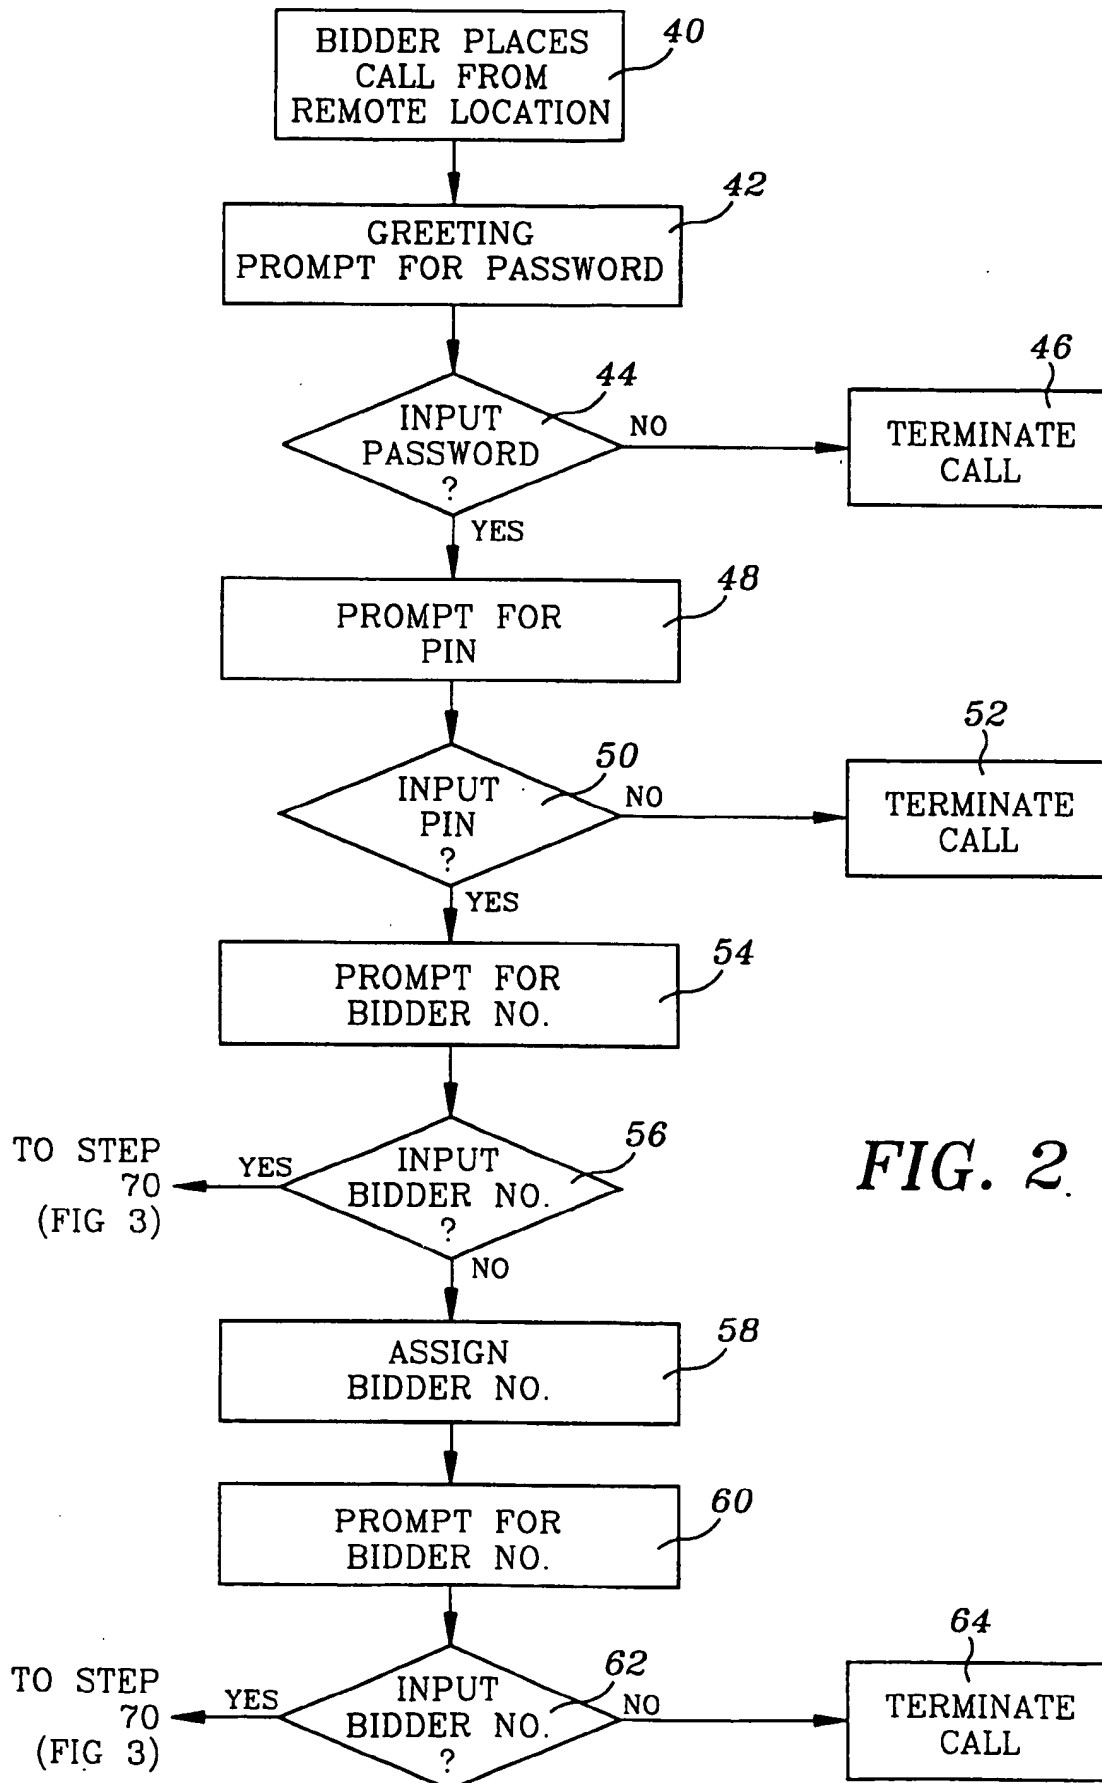 BIDDER PLACES
CALL FROM
REMOTE LOCATION
40
42
GREETING
PROMPT FOR PASSWORD
44
INPUT
PASSWORD
?
NO
46
TERMINATE
CALL
YES
48
PROMPT FOR
PIN
50
INPUT
PIN
?
NO
52
TERMINATE
CALL
YES
54
PROMPT FOR
BIDDER NO.
56
INPUT
BIDDER NO.
?
YES
TO STEP
70
(FIG 3)
FIG. 2
NO
58
ASSIGN
BIDDER NO.
60
PROMPT FOR
BIDDER NO.
62
INPUT
BIDDER NO.
?
YES
TO STEP
70
(FIG 3)
NO
64
TERMINATE
CALL